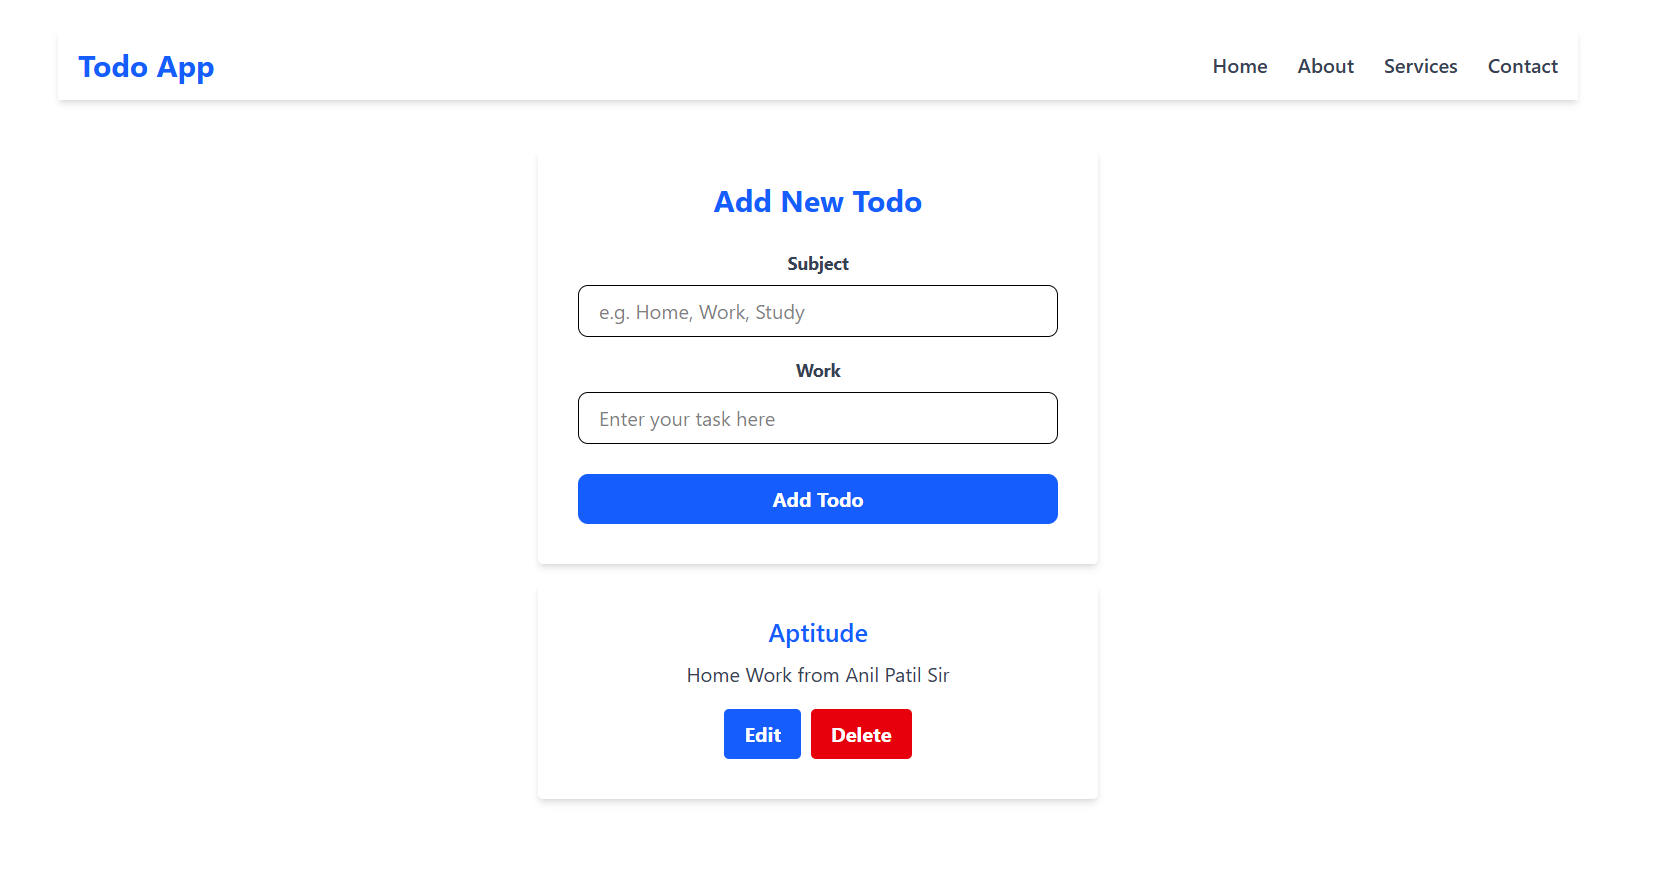 Todo App
Home About Services Contact
Add New Todo
Subject
e.g. Home, Work, Study
Work
Enter your task here
Add Todo
Aptitude
Home Work from Anil Patil Sir
Edit Delete